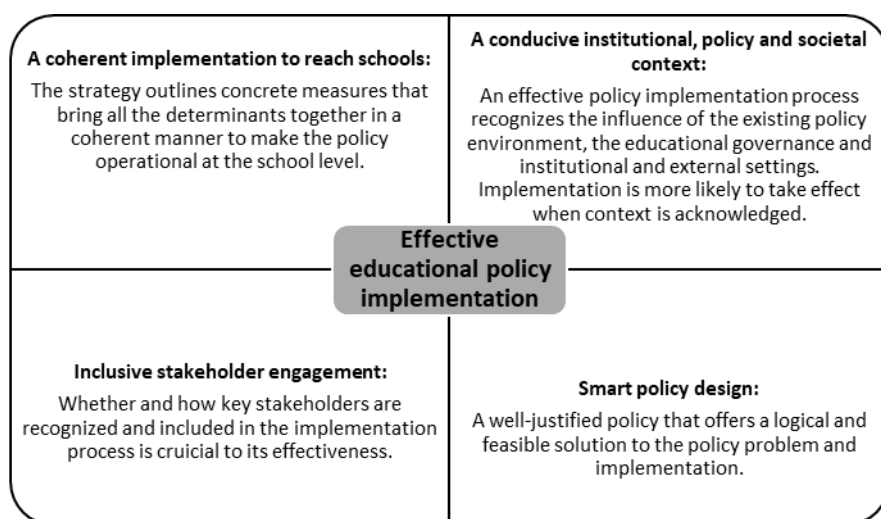 A coherent implementation to reach schools:
The strategy outlines concrete measures that
bring all the determinants together in a
coherent manner to make the policy
operational at the school level.
A conducive institutional, policy and societal
context:
An effective policy implementation process
recognizes the influence of the existing policy
environment, the educational governance and
institutional and external settings.
Implementation is more likely to take effect
when context is acknowledged.
Effective
educational policy
implementation
Inclusive stakeholder engagement:
Whether and how key stakeholders are
recognized and included in the implementation
process is cruicial to its effectiveness.
Smart policy design:
A well-justified policy that offers a logical and
feasible solution to the policy problem and
implementation.